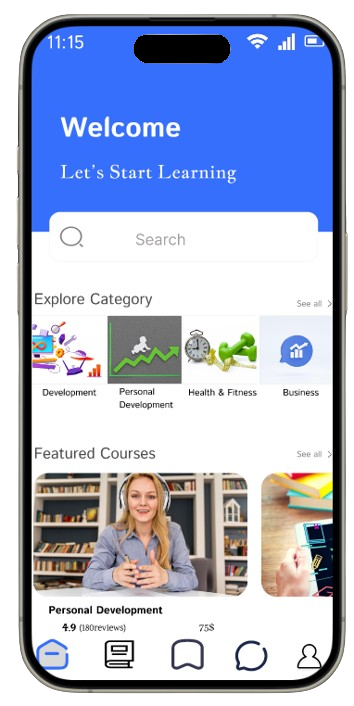 11:15
Welcome
Let's Start Learning
Search
Explore Category
See all
Development
Personal
Development
Health & Fitness
Business
Featured Courses
See all
Personal Development
4.9 (180reviews)
75$